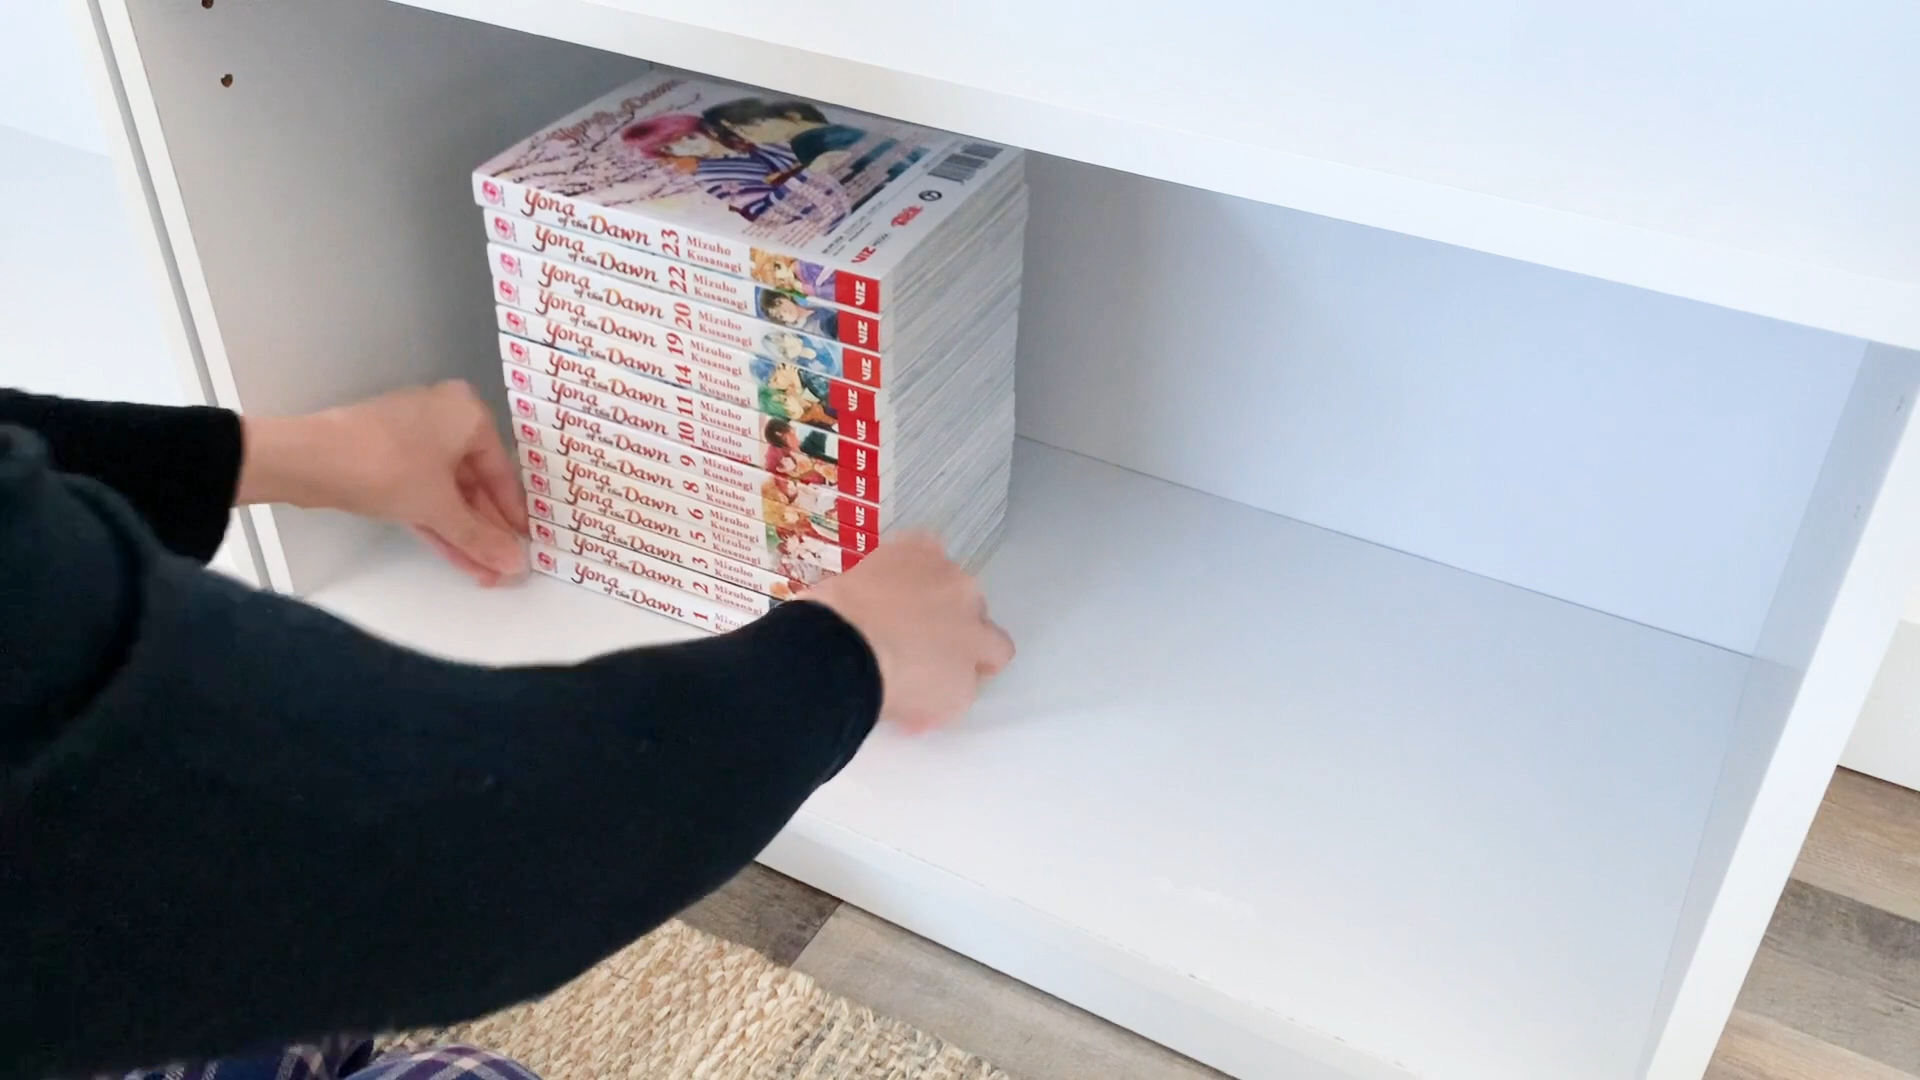 Yona of the Dawn 23 Mizuho Kusanagi VIZ
Yona of the Dawn 22 Mizuho Kusanagi VIZ
Yona of the Dawn 20 Mizuho Kusanagi VIZ
Yona of the Dawn 19 Mizuho Kusanagi VIZ
Yona of the Dawn 14 Mizuho Kusanagi VIZ
Yona of the Dawn 11 Mizuho Kusanagi VIZ
Yona of the Dawn 10 Mizuho Kusanagi VIZ
Yona of the Dawn 9 Mizuho Kusanagi VIZ
Yona of the Dawn 8 Mizuho Kusanagi VIZ
Yona of the Dawn 6 Mizuho Kusanagi
Yona of the Dawn 5 Mizuho Kusanagi
Yona of the Dawn 3 Mizuho Kusanagi
Yona of the Dawn 2 Mizuho Kusanagi
Yona of the Dawn 1